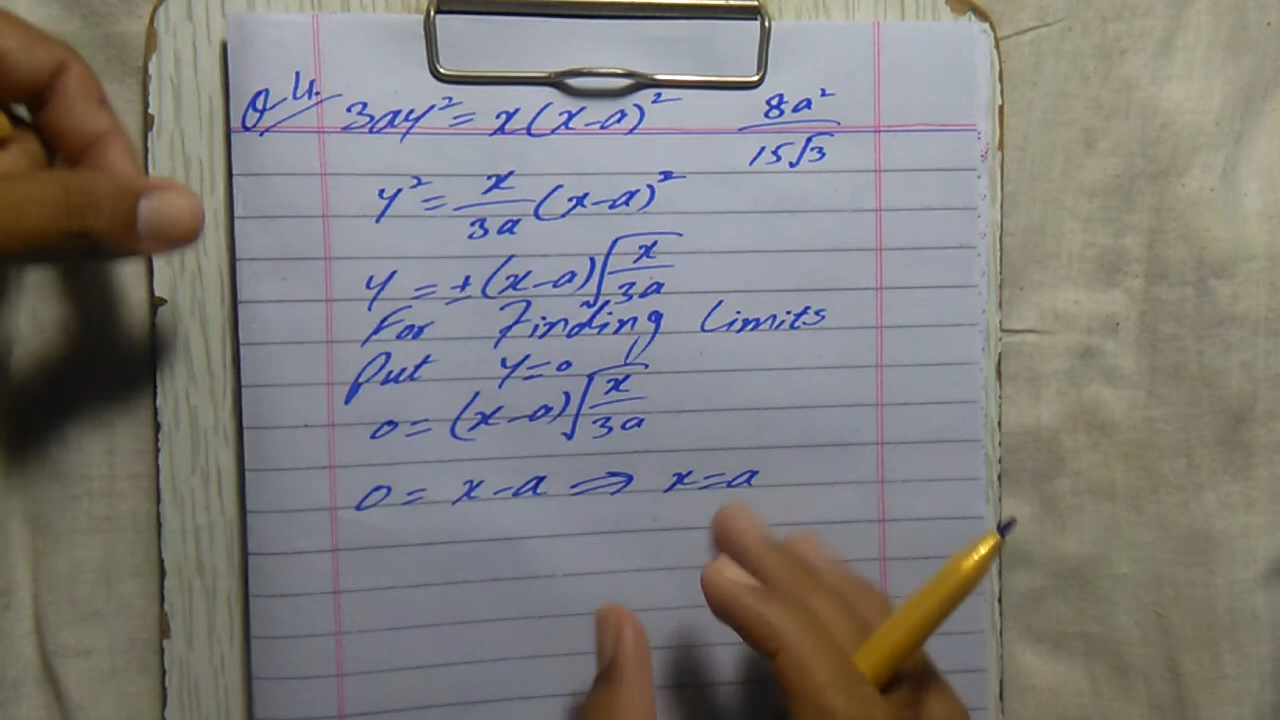 Q4. 3ay² = x(x-a)² 8a²/15√3
y² = x/3a (x-a)²
y = ±(x-a)√x/3a
For Finding Limits
Put y=0
0 = (x-a)√x/3a
0 = x-a ⇒ x=a